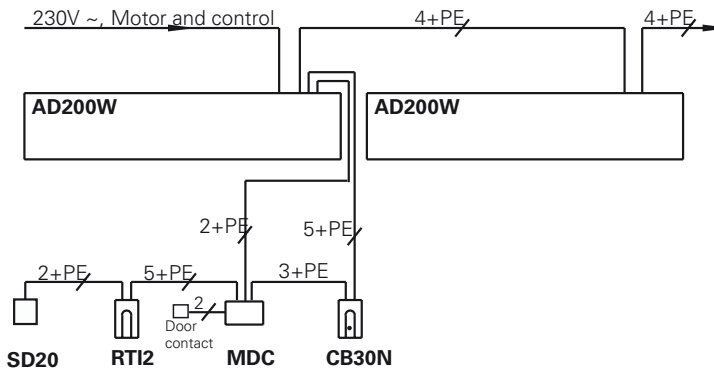 230V ~, Motor and control
4+PE
4+PE
AD200W
AD200W
2+PE
5+PE
2+PE
5+PE
3+PE
2
Door
contact
SD20
RTI2
MDC
CB30N